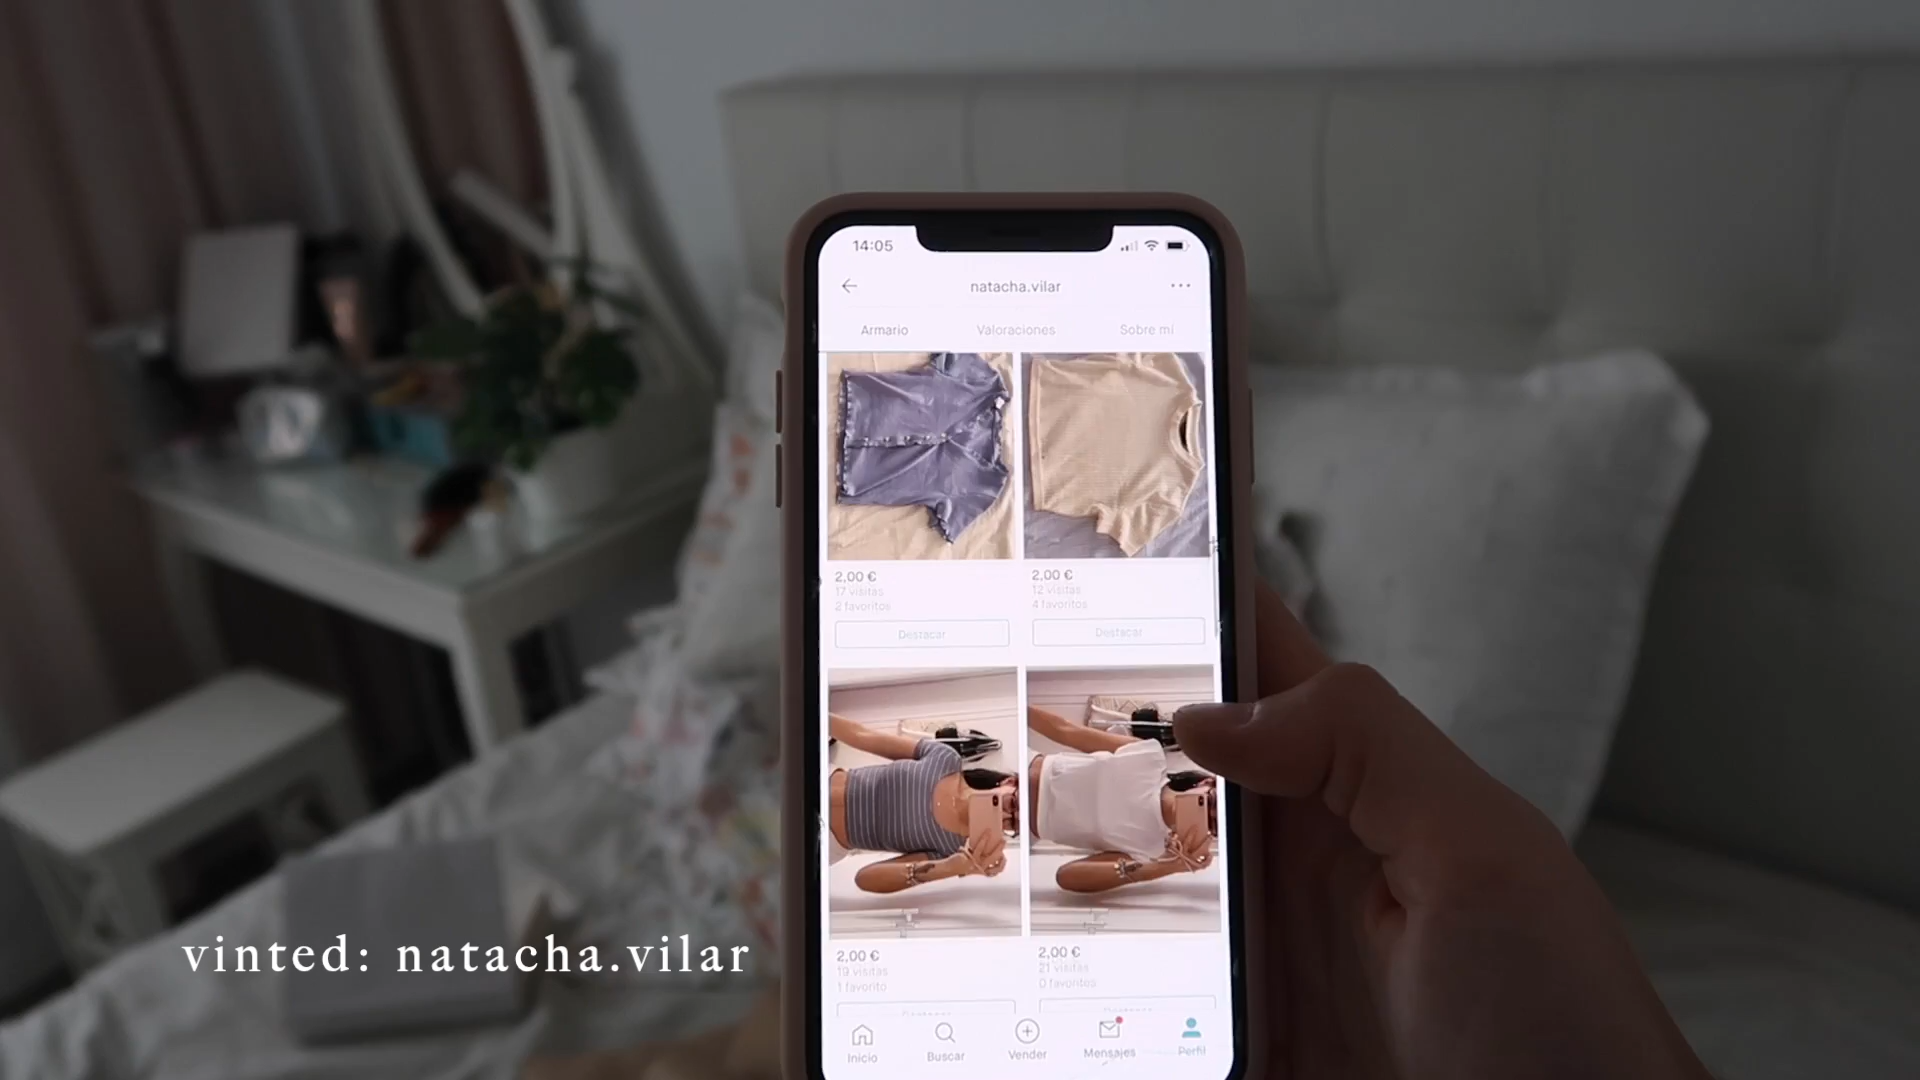 14:05
natacha.vilar
Armario Valoraciones Sobre mí
2,00 € 2,00 €
17 visitas 12 visitas
2 favoritos 4 favoritos
Destacar Destacar
2,00 € 2,00 €
19 visitas 21 visitas
1 favorito 0 favoritos
Destacar Destacar
Inicio Buscar Vender Mensajes Perfil
vinted: natacha.vilar